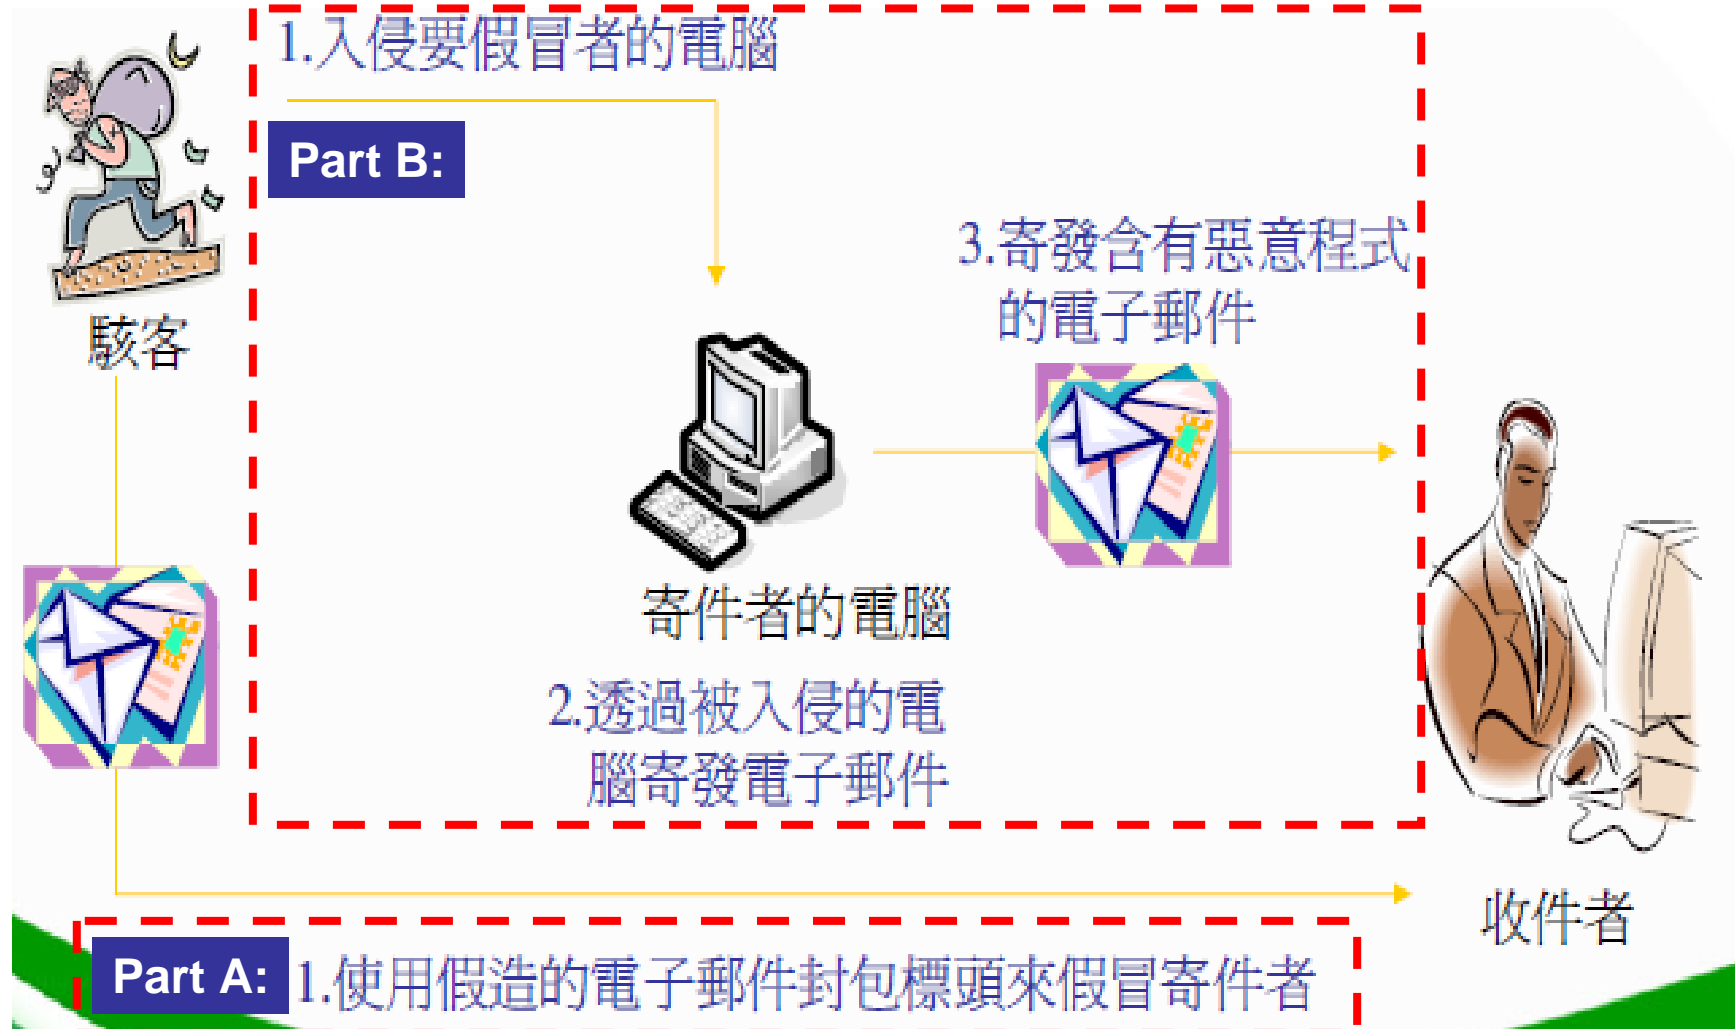 1.入侵要假冒者的電腦
Part B:
3.寄發含有惡意程式
的電子郵件
駭客
寄件者的電腦
2.透過被入侵的電
腦寄發電子郵件
收件者
Part A:
1.使用假造的電子郵件封包標頭來假冒寄件者